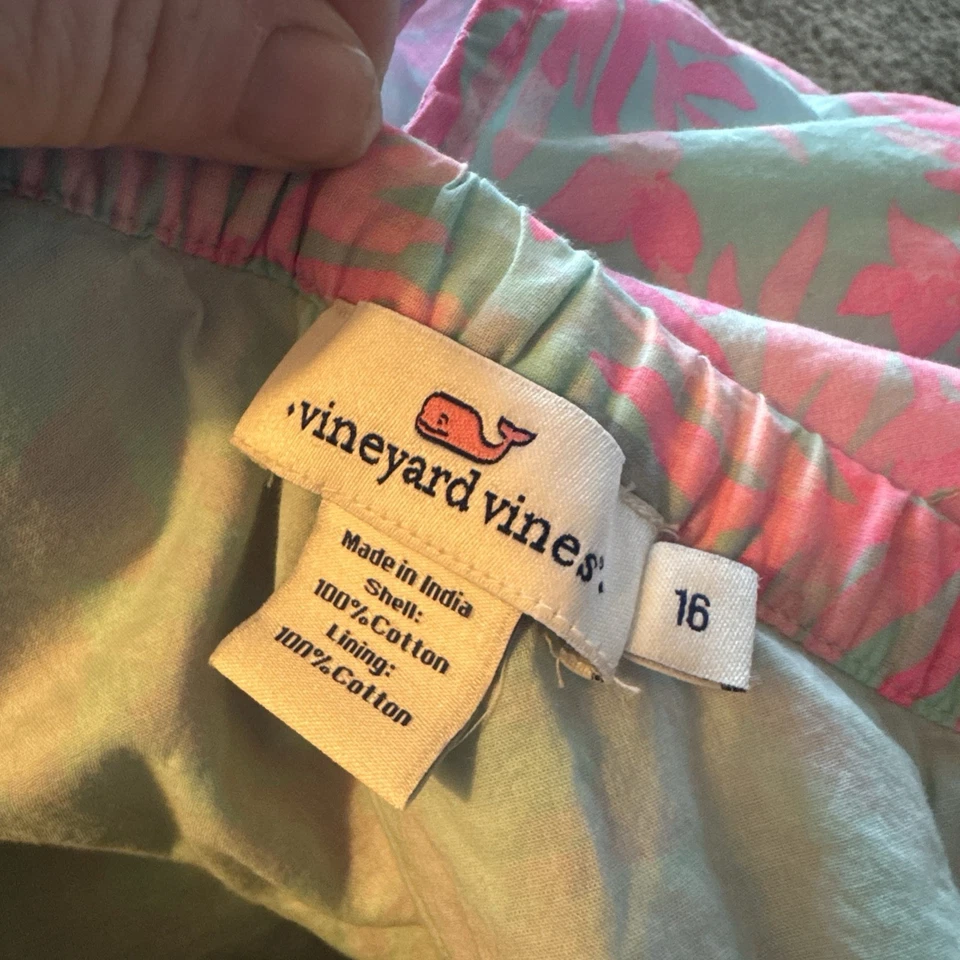 vineyard vines
16
Made in India
Shell:
100% Cotton
Lining:
100% Cotton